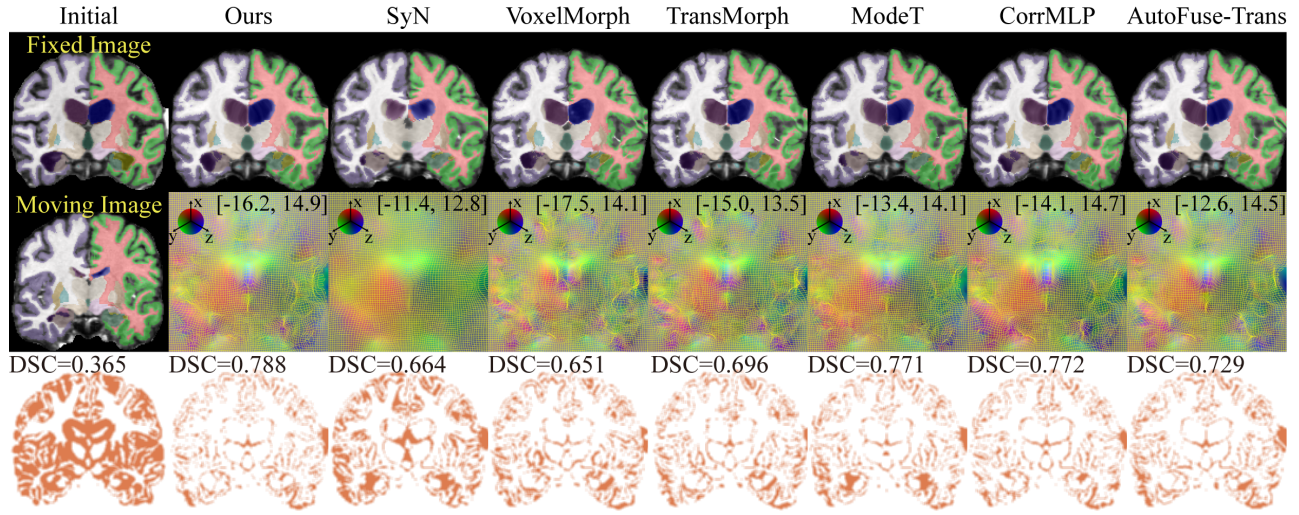 Initial Ours SyN VoxelMorph TransMorph ModeT CorrMLP AutoFuse-Trans
Fixed Image
Moving Image
x [-16.2, 14.9] x [-11.4, 12.8] x [-17.5, 14.1] x [-15.0, 13.5] x [-13.4, 14.1] x [-14.1, 14.7] x [-12.6, 14.5]
y z y z y z y z y z y z y z
DSC=0.365 DSC=0.788 DSC=0.664 DSC=0.651 DSC=0.696 DSC=0.771 DSC=0.772 DSC=0.729